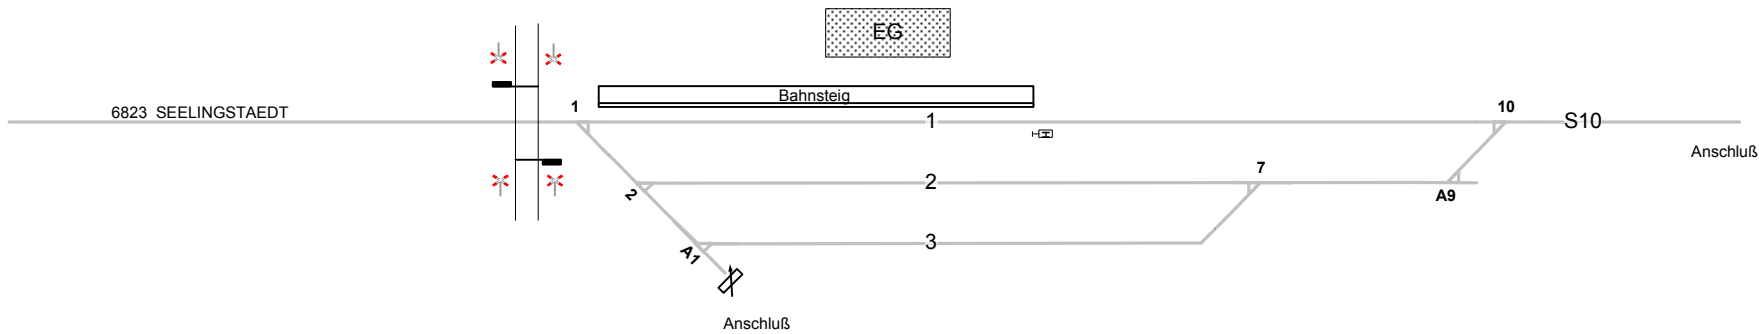 EG
Bahnsteig
6823 SEELINGSTAEDT
1
10
1
S10
Anschluß
7
2
2
A9
3
A1
Anschluß